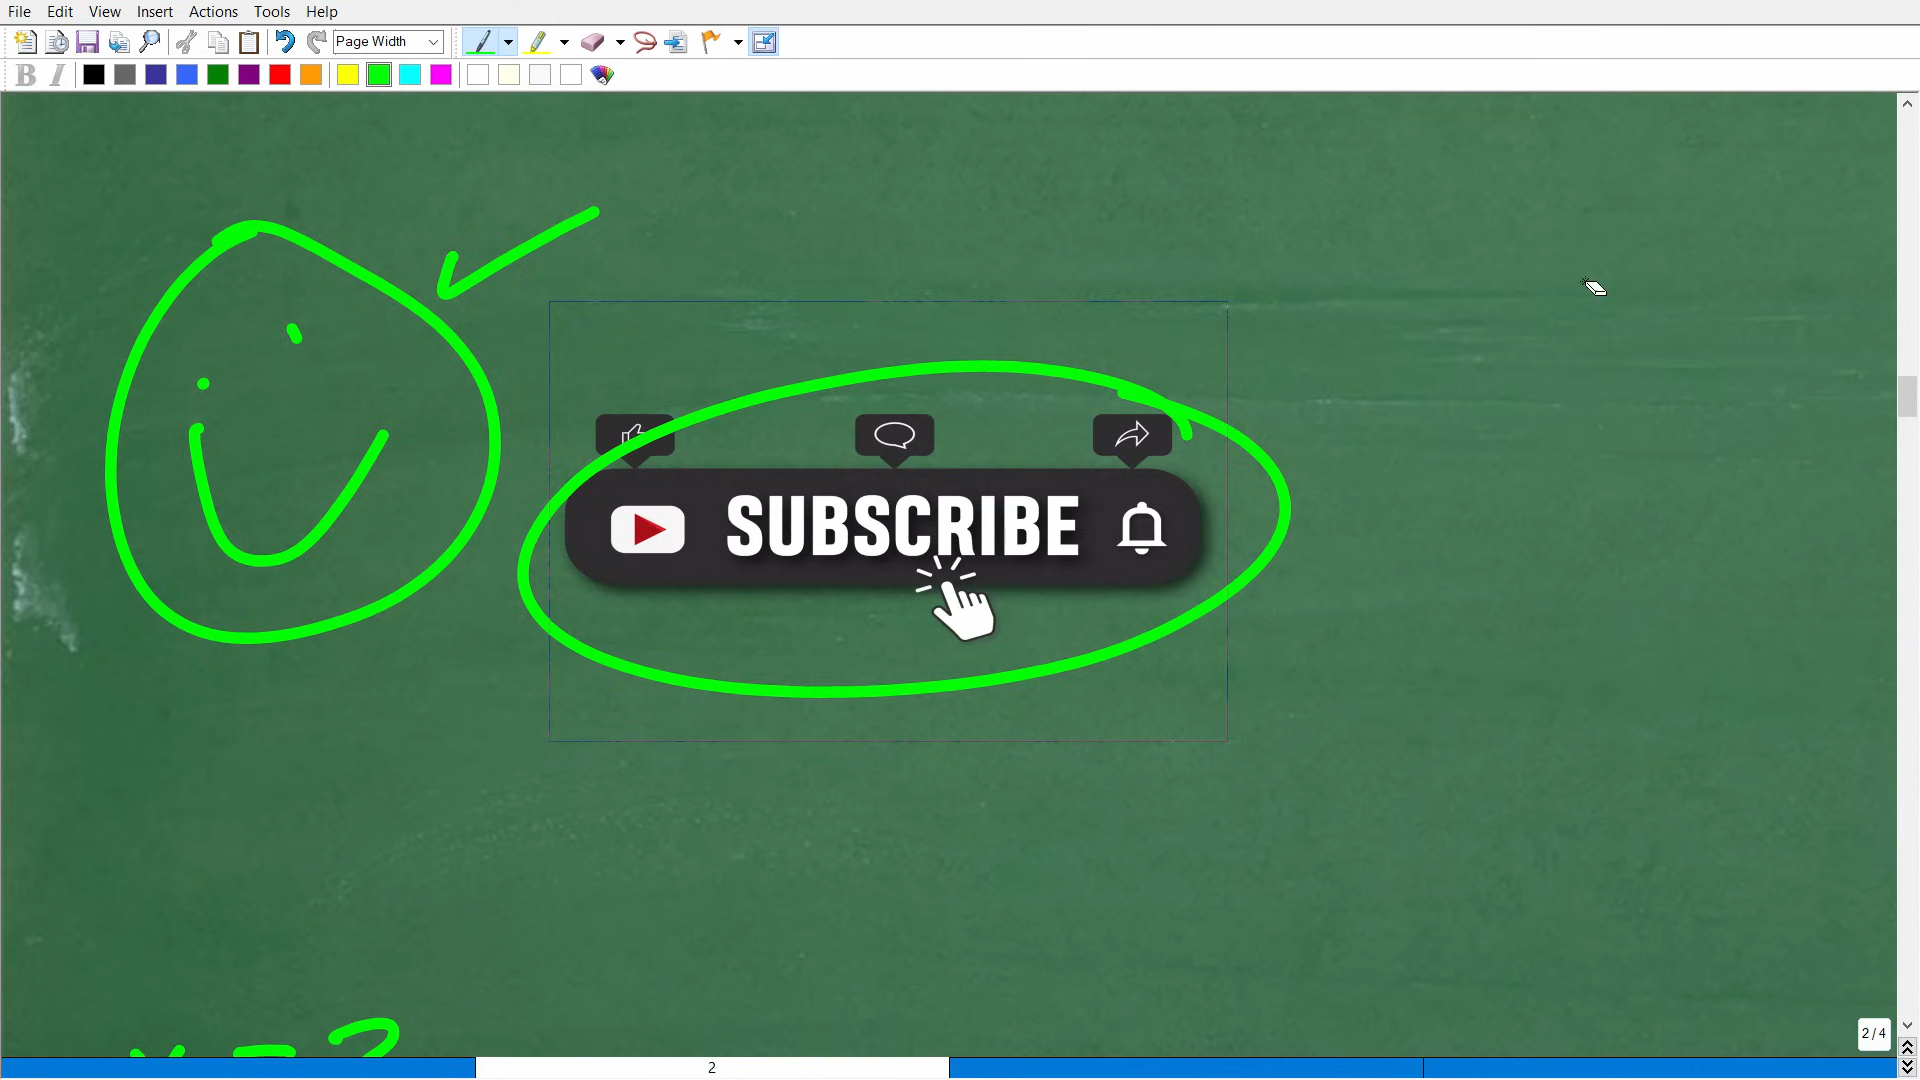 File Edit View Insert Actions Tools Help
Page Width
B I
SUBSCRIBE
2 / 4
2